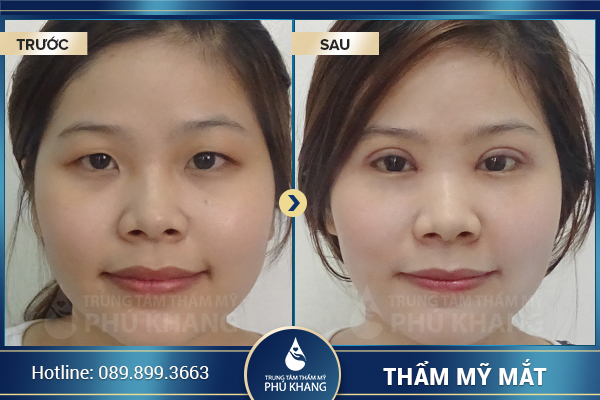 TRƯỚC
SAU
TRUNG TÂM THẨM MỸ
PHÚ KHANG
TRUNG TÂM THẨM MỸ
PHÚ KHANG
Hotline: 089.899.3663
TRUNG TÂM THẨM MỸ
PHÚ KHANG
THẨM MỸ MẮT